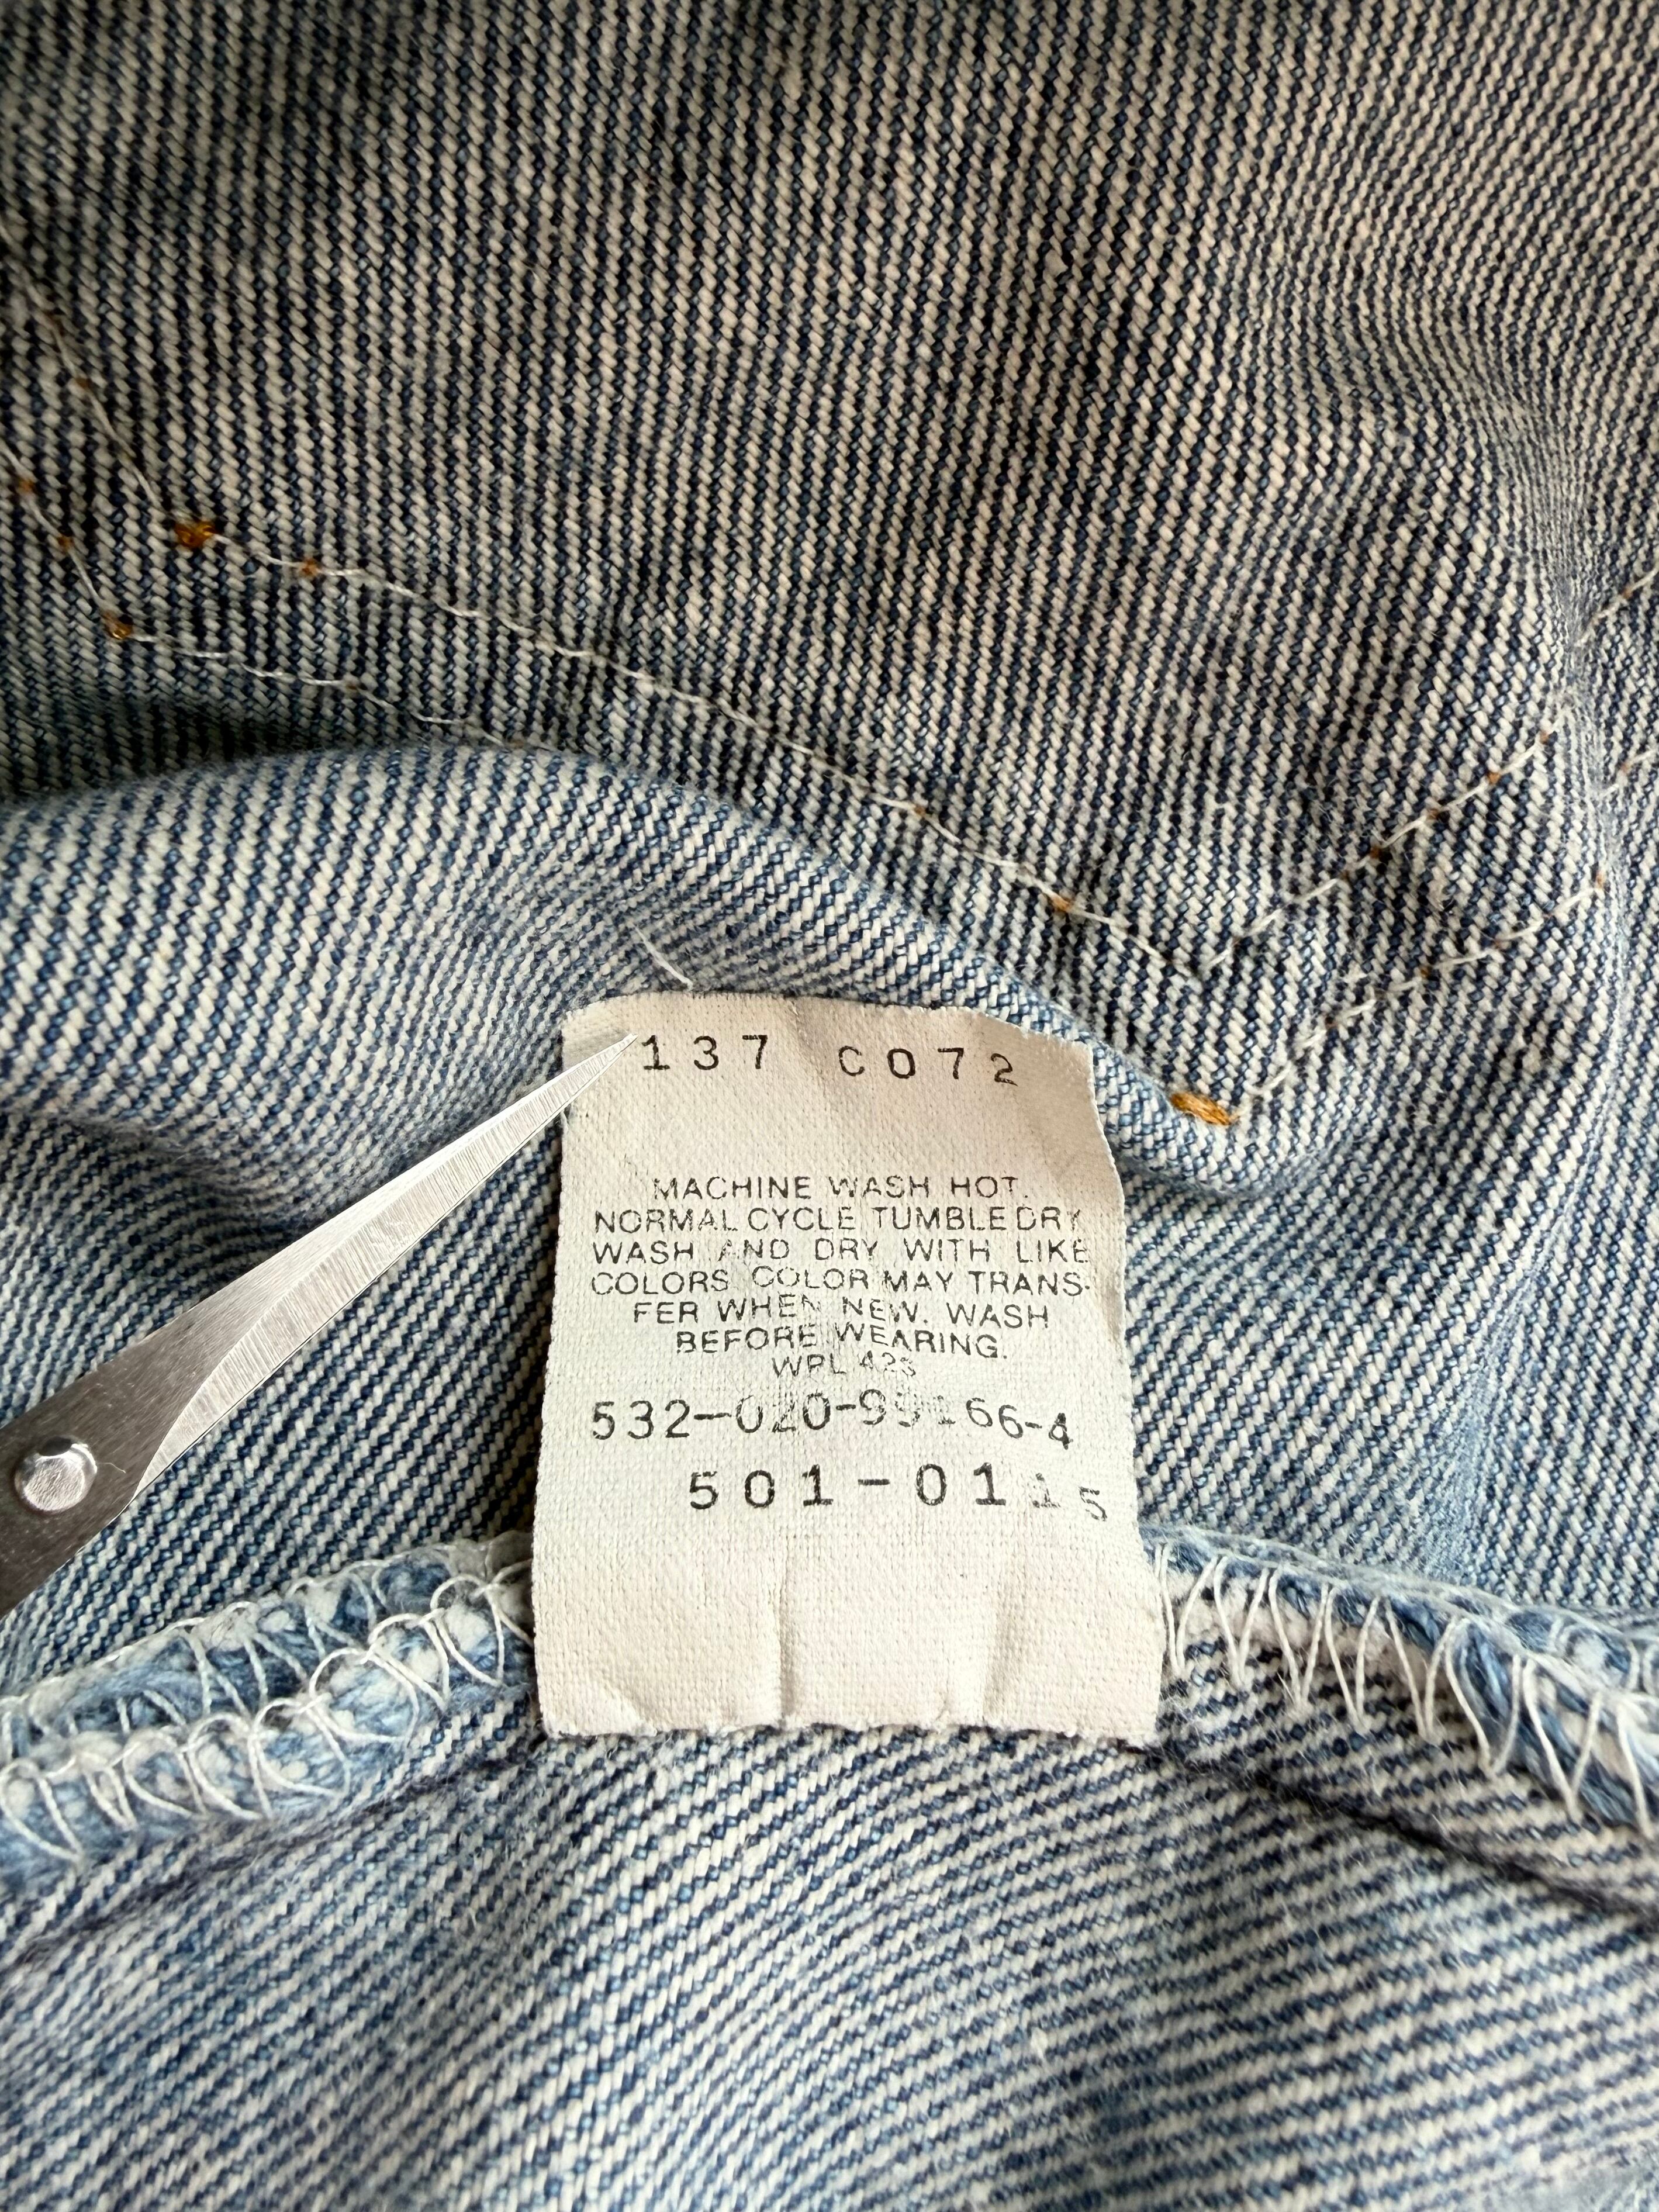 137 C072
MACHINE WASH HOT.
NORMAL CYCLE TUMBLE DRY
WASH AND DRY WITH LIKE
COLORS COLOR MAY TRANS-
FER WHEN NEW. WASH
BEFORE WEARING.
WPL 423
532-020-99166-4
501-0115